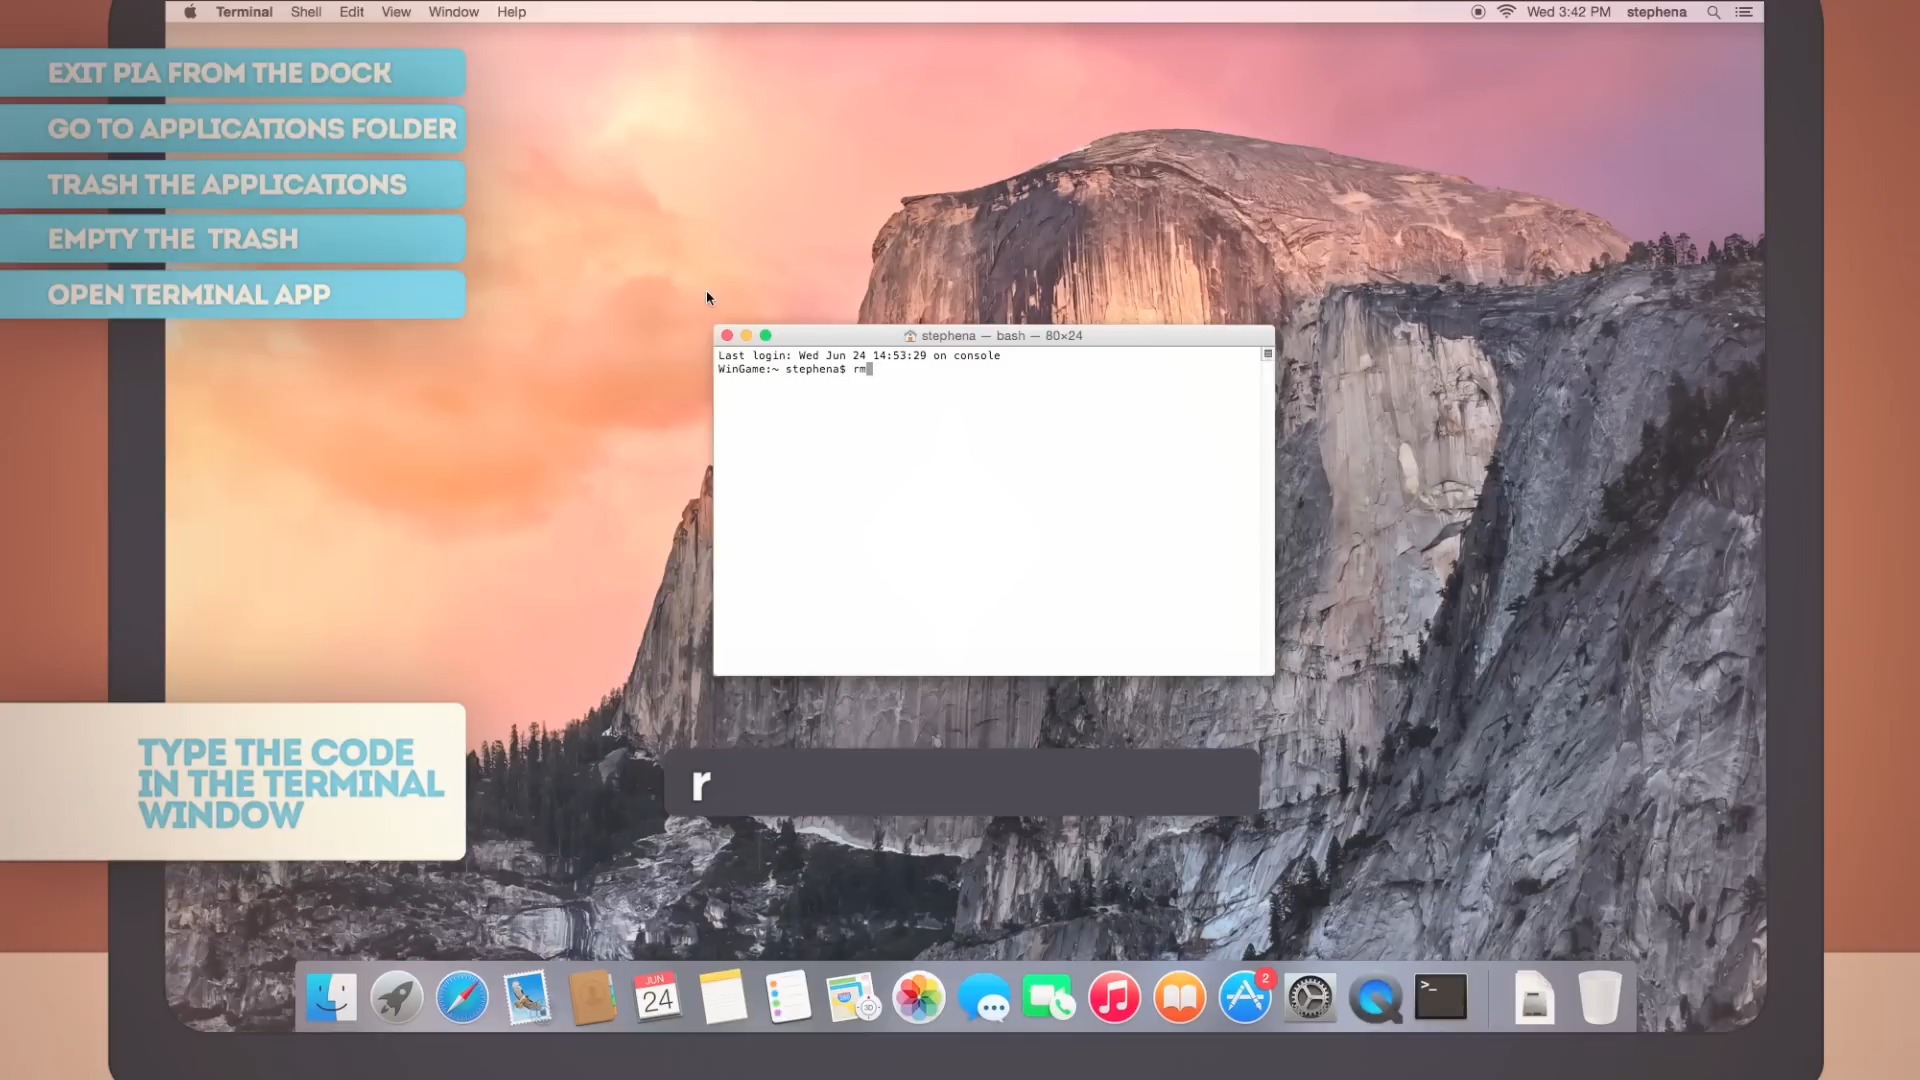 Terminal Shell Edit View Window Help
Wed 3:42 PM stephena
EXIT PIA FROM THE DOCK
GO TO APPLICATIONS FOLDER
TRASH THE APPLICATIONS
EMPTY THE TRASH
OPEN TERMINAL APP
stephena — bash — 80×24
Last login: Wed Jun 24 14:53:29 on console
WinGame:~ stephena$ rm
TYPE THE CODE
IN THE TERMINAL
WINDOW
r
JUN
24
3D
2
>_